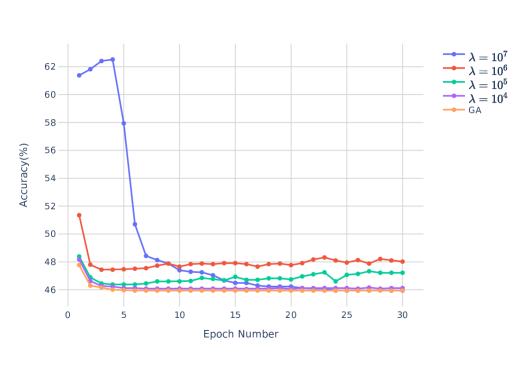 62
60
58
56
54
52
50
48
46
0
5
10
15
20
25
30
Epoch Number
Accuracy(%)
λ = 10⁷
λ = 10⁶
λ = 10⁵
λ = 10⁴
GA